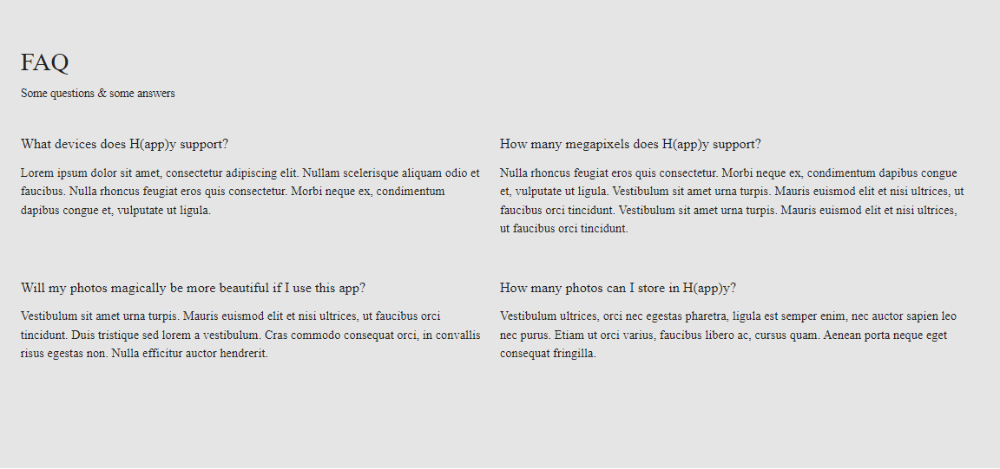 FAQ
Some questions & some answers
What devices does H(app)y support?
Lorem ipsum dolor sit amet, consectetur adipiscing elit. Nullam scelerisque aliquam odio et
faucibus. Nulla rhoncus feugiat eros quis consectetur. Morbi neque ex, condimentum
dapibus congue et, vulputate ut ligula.
How many megapixels does H(app)y support?
Nulla rhoncus feugiat eros quis consectetur. Morbi neque ex, condimentum dapibus congue
et, vulputate ut ligula. Vestibulum sit amet urna turpis. Mauris euismod elit et nisi ultrices, ut
faucibus orci tincidunt. Vestibulum sit amet urna turpis. Mauris euismod elit et nisi ultrices,
ut faucibus orci tincidunt.
Will my photos magically be more beautiful if I use this app?
Vestibulum sit amet urna turpis. Mauris euismod elit et nisi ultrices, ut faucibus orci
tincidunt. Duis tristique sed lorem a vestibulum. Cras commodo consequat orci, in convallis
risus egestas non. Nulla efficitur auctor hendrerit.
How many photos can I store in H(app)y?
Vestibulum ultrices, orci nec egestas pharetra, ligula est semper enim, nec auctor sapien leo
nec purus. Etiam ut orci varius, faucibus libero ac, cursus quam. Aenean porta neque eget
consequat fringilla.